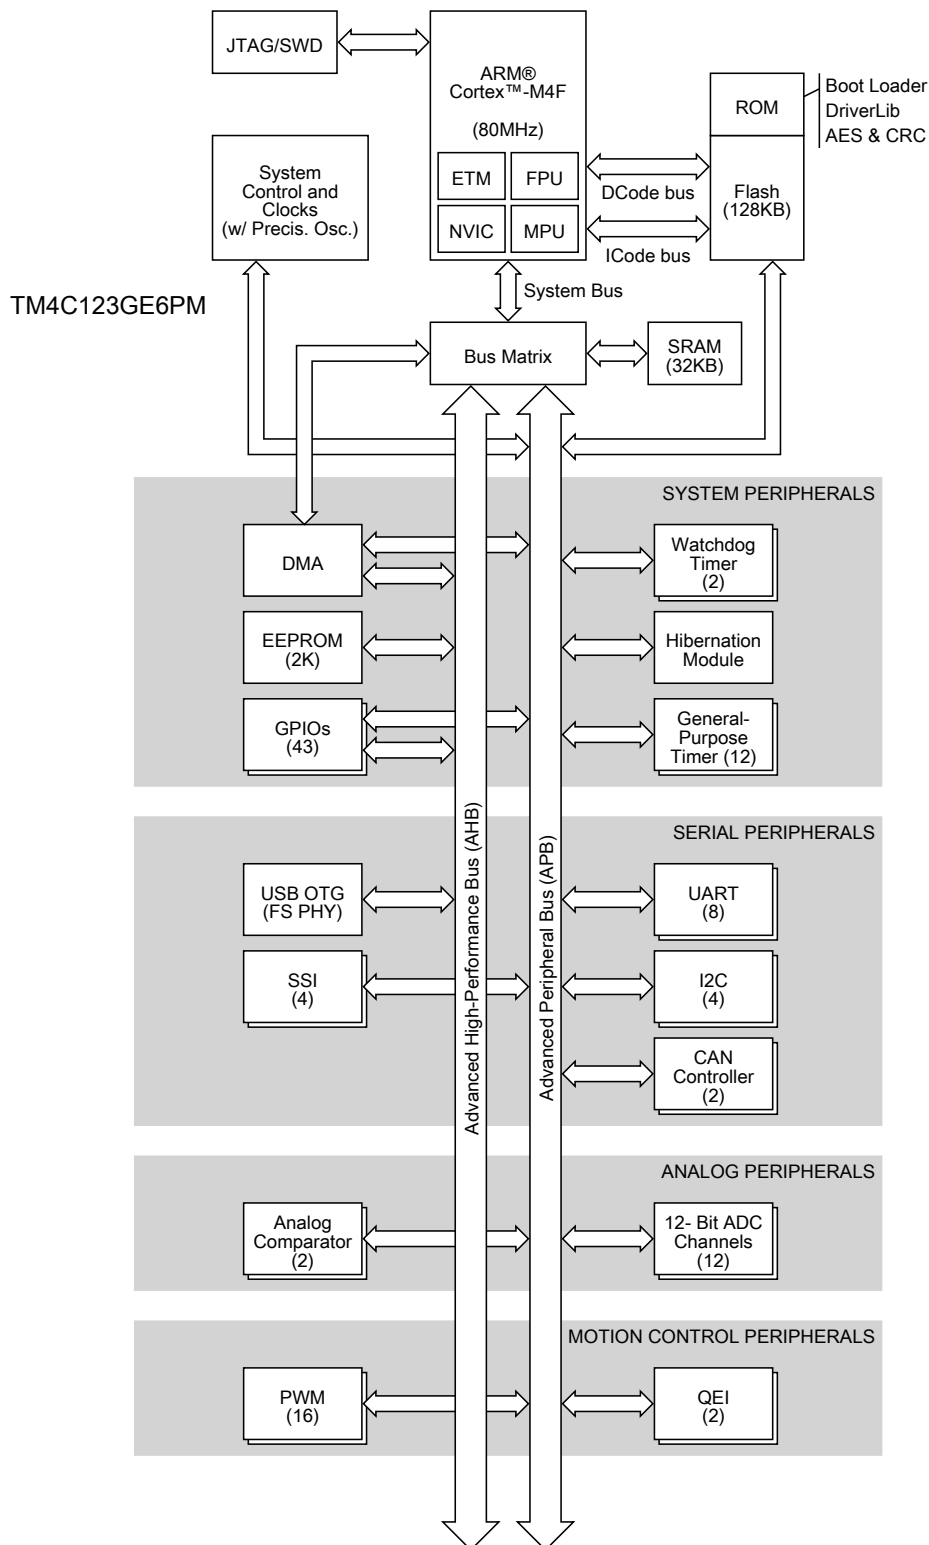 JTAG/SWD
ARM®
Cortex™-M4F
(80MHz)
ETM
FPU
NVIC
MPU
ROM
Boot Loader
DriverLib
AES & CRC
Flash
(128KB)
DCode bus
ICode bus
System
Control and
Clocks
(w/ Precis. Osc.)
TM4C123GE6PM
System Bus
Bus Matrix
SRAM
(32KB)
SYSTEM PERIPHERALS
DMA
Watchdog
Timer
(2)
EEPROM
(2K)
Hibernation
Module
GPIOs
(43)
General-
Purpose
Timer (12)
Advanced High-Performance Bus (AHB)
Advanced Peripheral Bus (APB)
SERIAL PERIPHERALS
USB OTG
(FS PHY)
UART
(8)
SSI
(4)
I2C
(4)
CAN
Controller
(2)
ANALOG PERIPHERALS
Analog
Comparator
(2)
12- Bit ADC
Channels
(12)
MOTION CONTROL PERIPHERALS
PWM
(16)
QEI
(2)